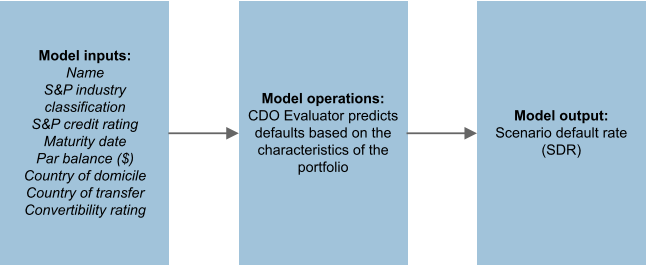 Model inputs:
Name
S&P industry
classification
S&P credit rating
Maturity date
Par balance ($)
Country of domicile
Country of transfer
Convertibility rating
Model operations:
CDO Evaluator predicts
defaults based on the
characteristics of the
portfolio
Model output:
Scenario default rate
(SDR)